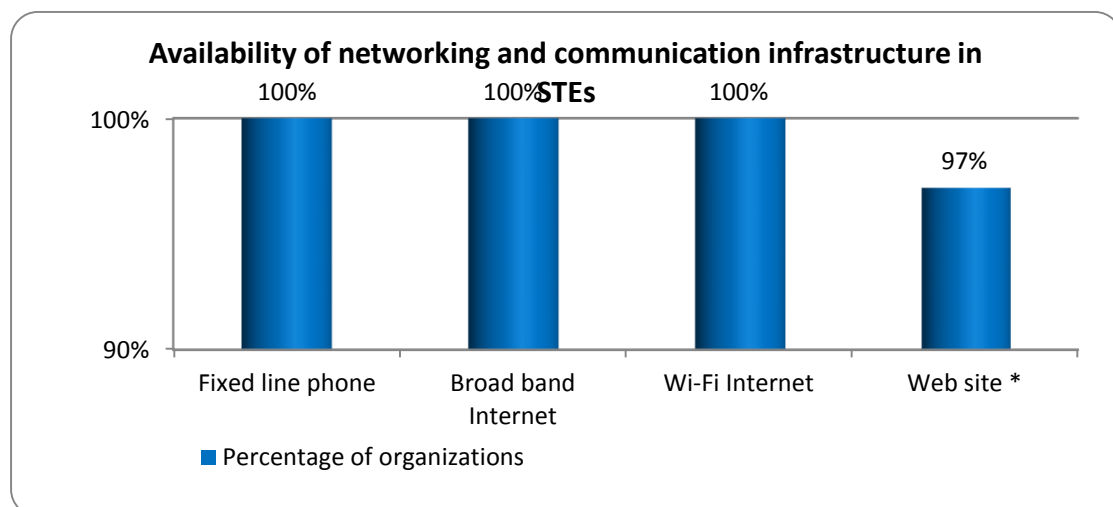 Availability of networking and communication infrastructure in
STEs
100% 100% 100%
100%
97%
90%
Fixed line phone Broad band Wi-Fi Internet Web site *
Internet
Percentage of organizations